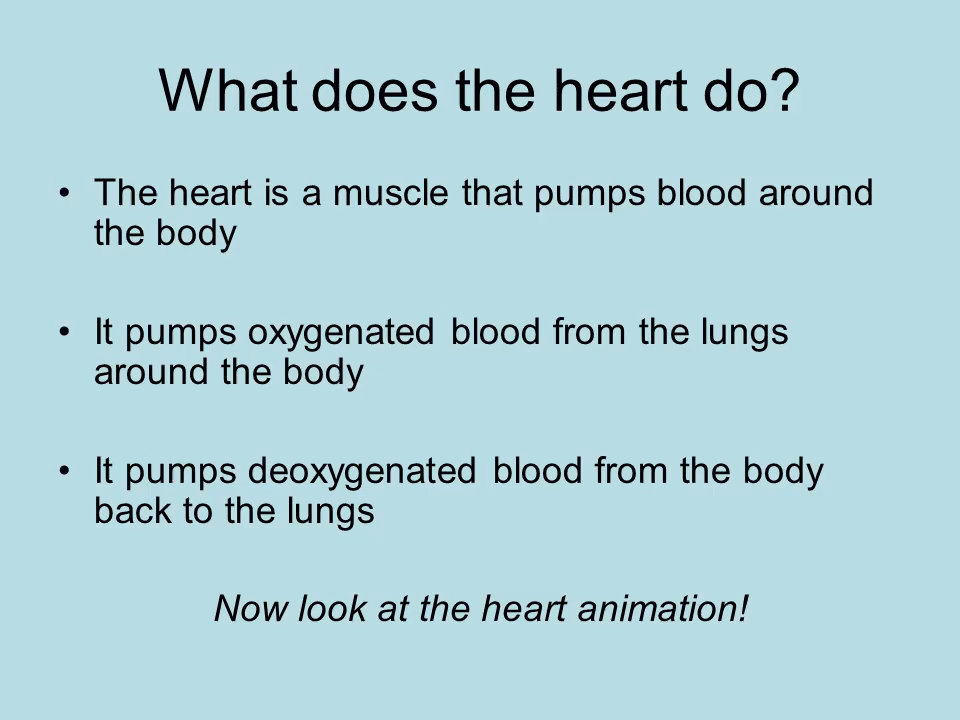 What does the heart do?
• The heart is a muscle that pumps blood around
the body
• It pumps oxygenated blood from the lungs
around the body
• It pumps deoxygenated blood from the body
back to the lungs
Now look at the heart animation!